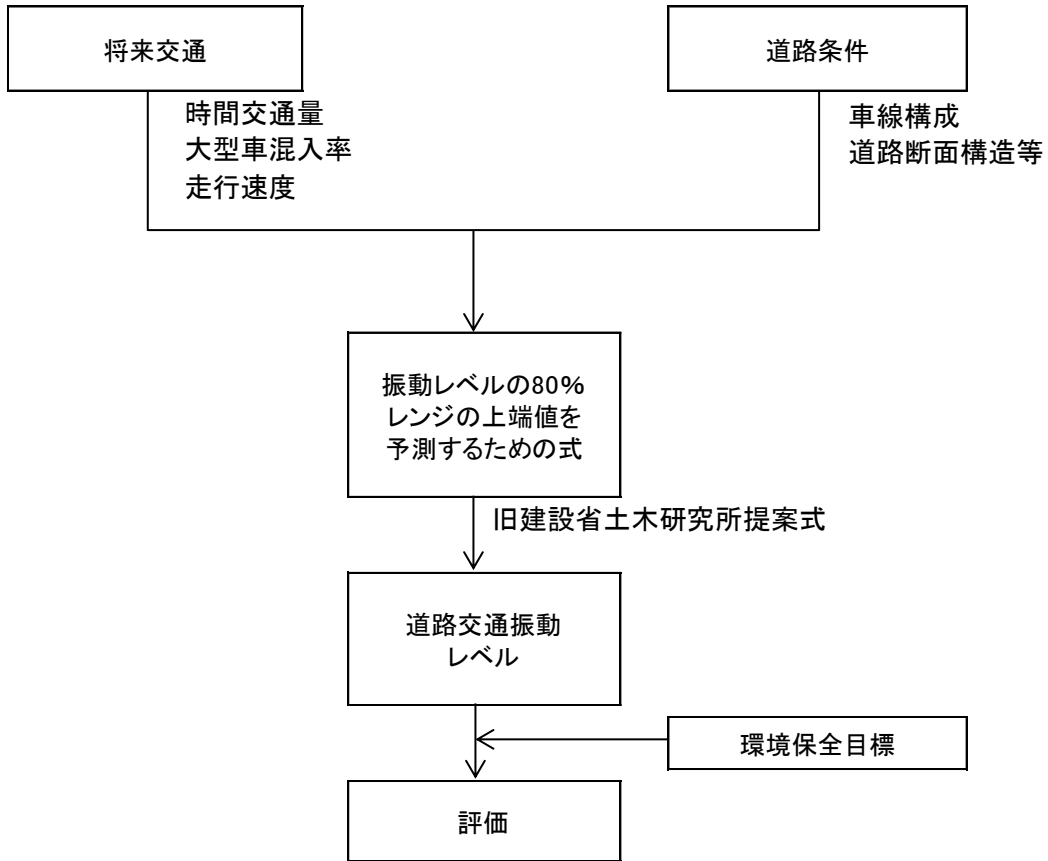 将来交通
道路条件
時間交通量
大型車混入率
走行速度
車線構成
道路断面構造等
振動レベルの80%
レンジの上端値を
予測するための式
旧建設省土木研究所提案式
道路交通振動
レベル
環境保全目標
評価